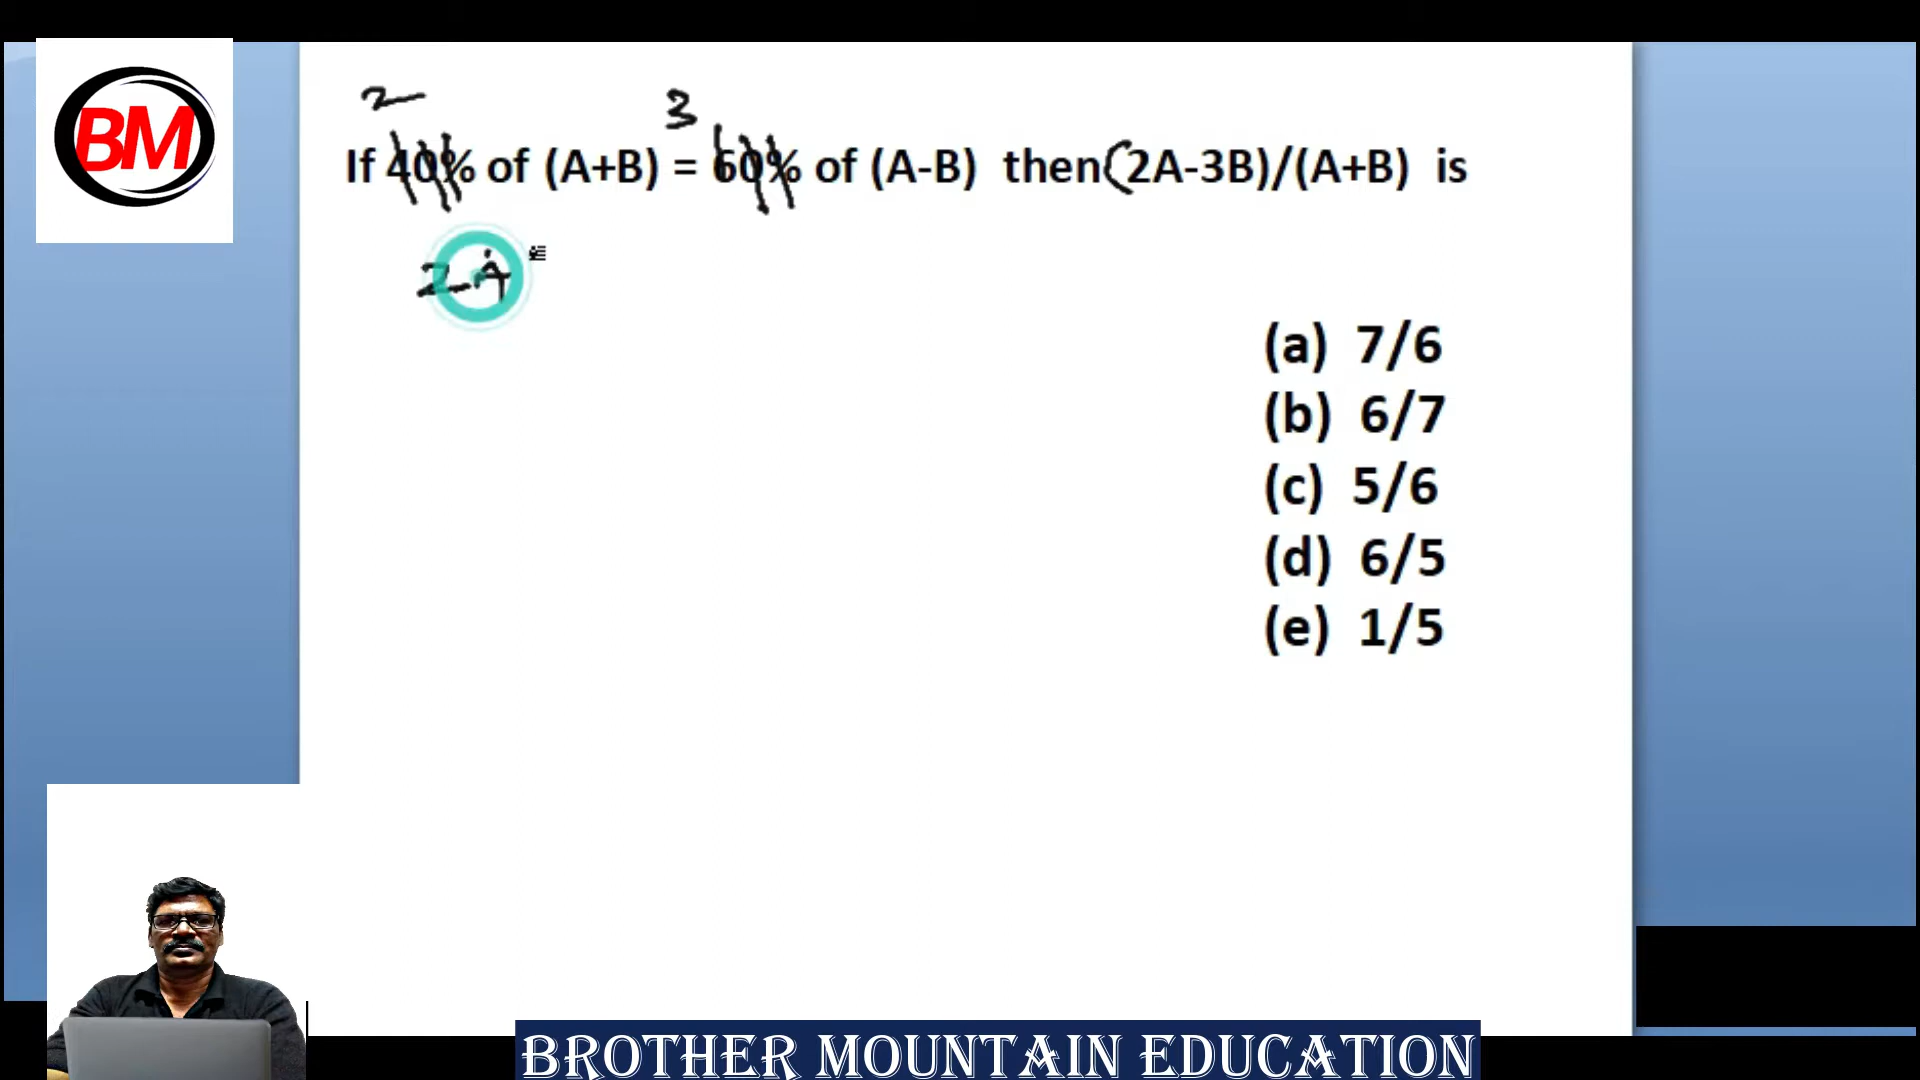 BM
2 3
If 40% of (A+B) = 60% of (A-B) then (2A-3B)/(A+B) is
2A
(a) 7/6
(b) 6/7
(c) 5/6
(d) 6/5
(e) 1/5
BROTHER MOUNTAIN EDUCATION